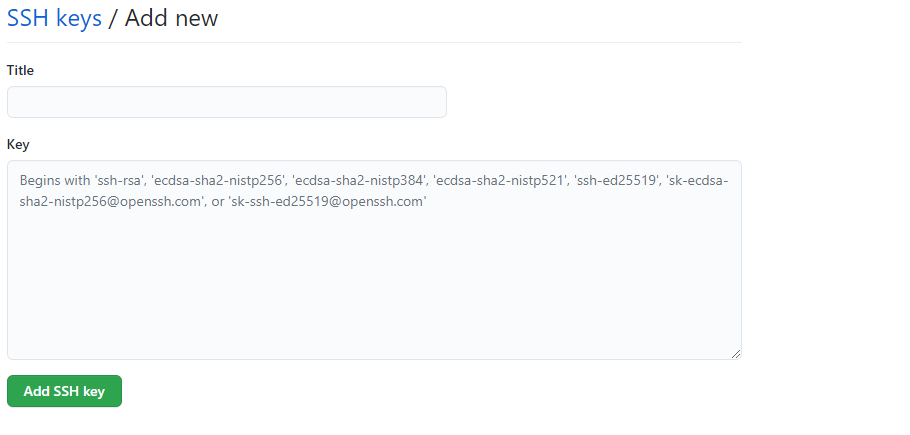 SSH keys / Add new
Title
Key
Begins with 'ssh-rsa', 'ecdsa-sha2-nistp256', 'ecdsa-sha2-nistp384', 'ecdsa-sha2-nistp521', 'ssh-ed25519', 'sk-ecdsa-
sha2-nistp256@openssh.com', or 'sk-ssh-ed25519@openssh.com'
Add SSH key